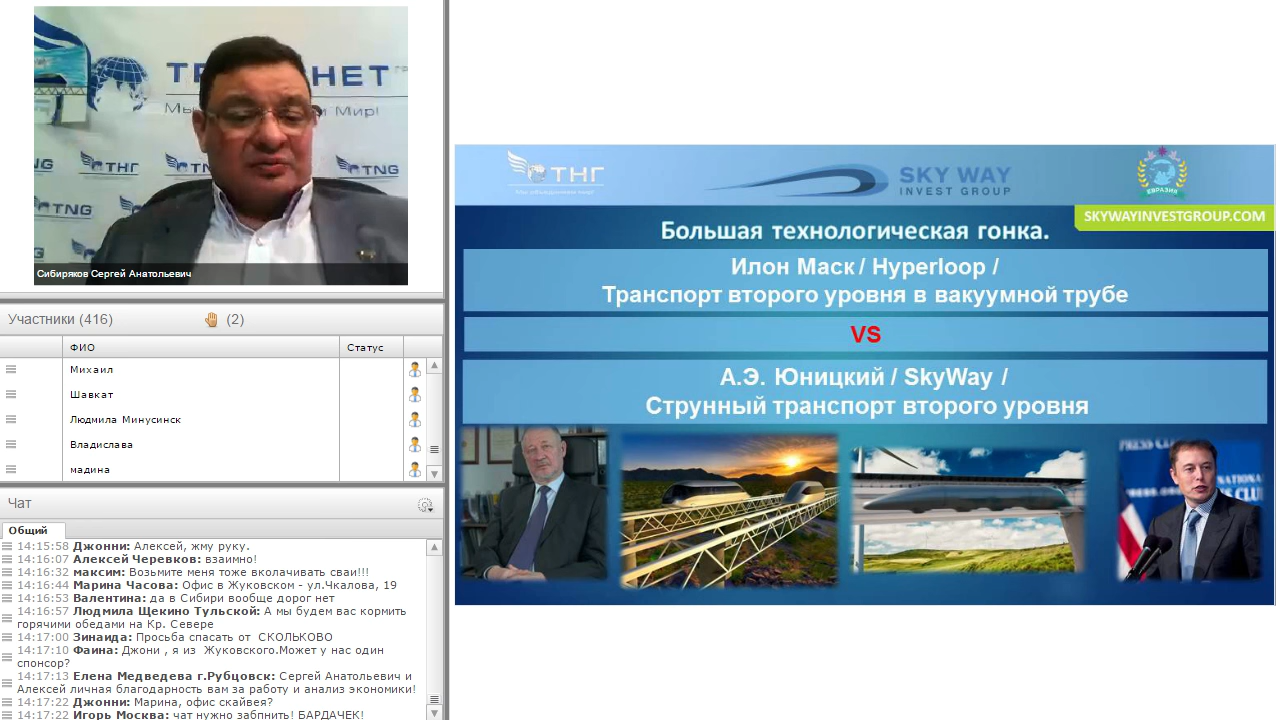 ТНГ
TNG
ТНГ
TNG
TNG
Сибиряков Сергей Анатольевич
Участники (416)
(2)
ФИО
Статус
Михаил
Шавкат
Людмила Минусинск
Владислава
мадина
Чат
Общий
14:15:58 Джонни: Алексей, жму руку.
14:16:07 Алексей Черевков: взаимно!
14:16:32 максим: Возьмите меня тоже вколачивать сваи!!!
14:16:44 Марина Часова: Офис в Жуковском - ул.Чкалова, 19
14:16:53 Валентина: да в Сибири вообще дорог нет
14:16:57 Людмила Щекино Тульской: А мы будем вас кормить
горячими обедами на Кр. Севере
14:17:00 Зинаида: Просьба спасать от СКОЛЬКОВО
14:17:10 Фаина: Джони , я из Жуковского.Может у нас один
спонсор?
14:17:13 Елена Медведева г.Рубцовск: Сергей Анатольевич и
Алексей личная благодарность вам за работу и анализ экономики!
14:17:22 Джонни: Марина, офис скайвея?
14:17:22 Игорь Москва: чат нужно забпнить! БАРДАЧЕК!
ТНГ
SKY WAY
INVEST GROUP
ЕВРАЗИЯ
SKYWAYINVESTGROUP.COM
Большая технологическая гонка.
Илон Маск / Hyperloop /
Транспорт второго уровня в вакуумной трубе
VS
А.Э. Юницкий / SkyWay /
Струнный транспорт второго уровня